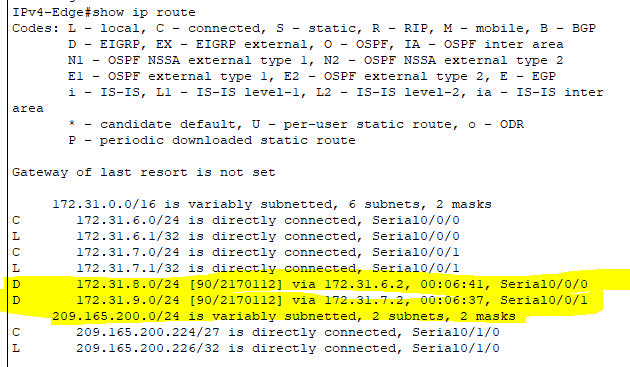 IPv4-Edge#show ip route
Codes: L - local, C - connected, S - static, R - RIP, M - mobile, B - BGP
D - EIGRP, EX - EIGRP external, O - OSPF, IA - OSPF inter area
N1 - OSPF NSSA external type 1, N2 - OSPF NSSA external type 2
E1 - OSPF external type 1, E2 - OSPF external type 2, E - EGP
i - IS-IS, L1 - IS-IS level-1, L2 - IS-IS level-2, ia - IS-IS inter
area
* - candidate default, U - per-user static route, o - ODR
P - periodic downloaded static route
Gateway of last resort is not set
172.31.0.0/16 is variably subnetted, 6 subnets, 2 masks
C 172.31.6.0/24 is directly connected, Serial0/0/0
L 172.31.6.1/32 is directly connected, Serial0/0/0
C 172.31.7.0/24 is directly connected, Serial0/0/1
L 172.31.7.1/32 is directly connected, Serial0/0/1
D 172.31.8.0/24 [90/2170112] via 172.31.6.2, 00:06:41, Serial0/0/0
D 172.31.9.0/24 [90/2170112] via 172.31.7.2, 00:06:37, Serial0/0/1
209.165.200.0/24 is variably subnetted, 2 subnets, 2 masks
C 209.165.200.224/27 is directly connected, Serial0/1/0
L 209.165.200.226/32 is directly connected, Serial0/1/0